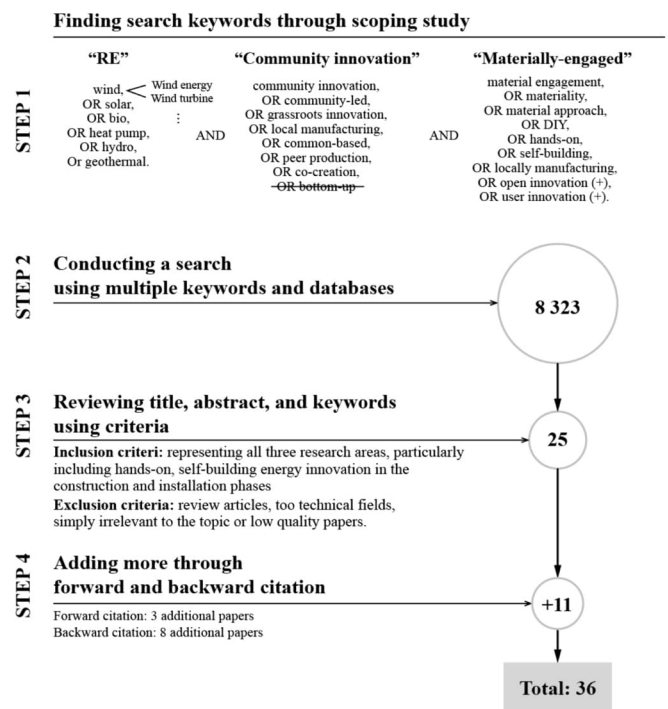 Finding search keywords through scoping study
STEP 1
“RE”
wind,
Wind energy
Wind turbine
OR solar,
OR bio,
⋮
OR heat pump,
OR hydro,
Or geothermal.
AND
“Community innovation”
community innovation,
OR community-led,
OR grassroots innovation,
OR local manufacturing,
OR common-based,
OR peer production,
OR co-creation,
OR bottom-up
AND
“Materially-engaged”
material engagement,
OR materiality,
OR material approach,
OR DIY,
OR hands-on,
OR self-building,
OR locally manufacturing,
OR open innovation (+),
OR user innovation (+).
STEP 2
Conducting a search
using multiple keywords and databases
8 323
STEP 3
Reviewing title, abstract, and keywords
using criteria
25
Inclusion criteri: representing all three research areas, particularly
including hands-on, self-building energy innovation in the
construction and installation phases
Exclusion criteria: review articles, too technical fields,
simply irrelevant to the topic or low quality papers.
STEP 4
Adding more through
forward and backward citation
+11
Forward citation: 3 additional papers
Backward citation: 8 additional papers
Total: 36